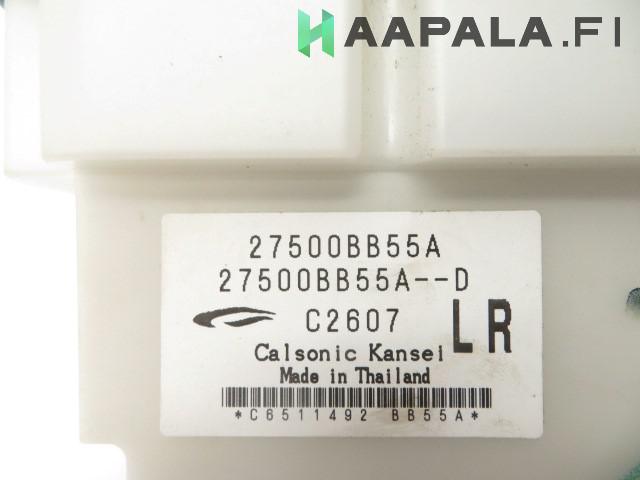 HAAPALA.FI
27500BB55A
27500BB55A--D
C2607 LR
Calsonic Kansei
Made in Thailand
*C6511492 BB55A*